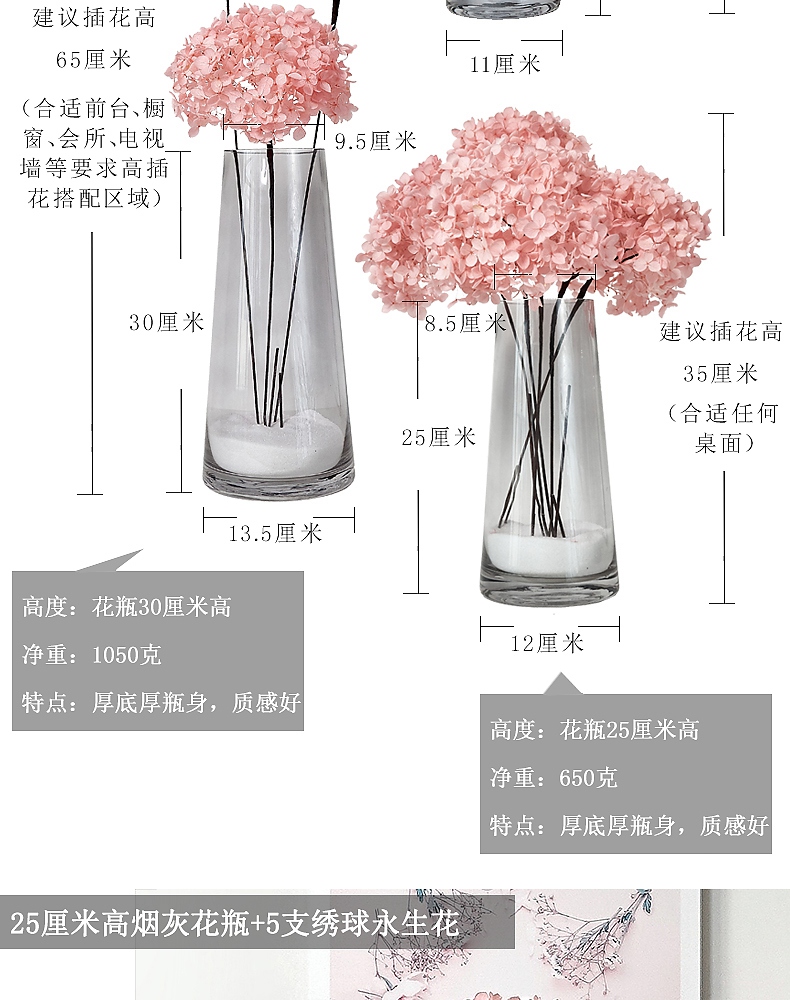 建议插花高
65厘米
（合适前台、橱
窗、会所、电视
墙等要求高插
花搭配区域）
9.5厘米
30厘米
13.5厘米
高度：花瓶30厘米高
净重：1050克
特点：厚底厚瓶身，质感好
11厘米
8.5厘米
25厘米
12厘米
建议插花高
35厘米
（合适任何
桌面）
高度：花瓶25厘米高
净重：650克
特点：厚底厚瓶身，质感好
25厘米高烟灰花瓶+5支绣球永生花